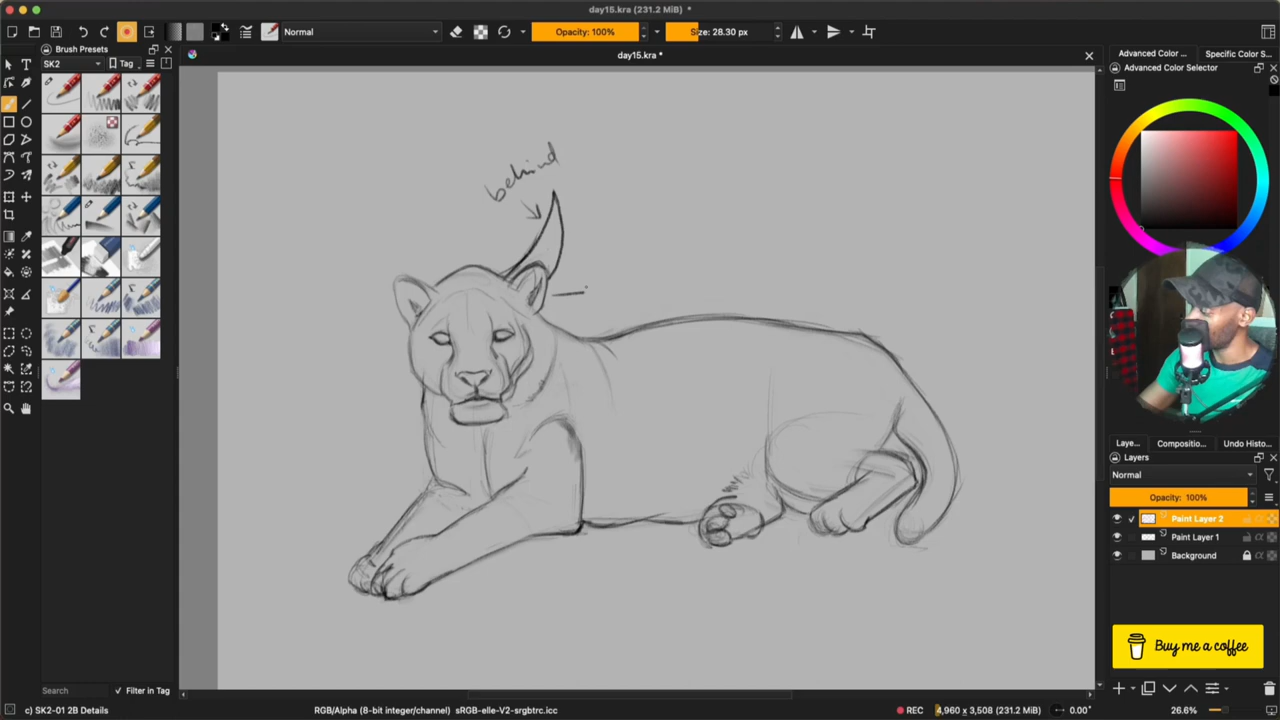 day15.kra (231.2 MiB) *
Normal
Opacity: 100%
Size: 28.30 px
Brush Presets
SK2
Tag
day15.kra *
Advanced Color ...
Specific Color S...
Advanced Color Selector
behind
Laye...
Compositio...
Undo Histo...
Layers
Normal
Opacity: 100%
Paint Layer 2
Paint Layer 1
Background
Buy me a coffee
Search
Filter in Tag
c) SK2-01 2B Details
RGB/Alpha (8-bit integer/channel) sRGB-elle-V2-srgbtrc.icc
REC
4,960 x 3,508 (231.2 MiB)
0.00°
26.6%